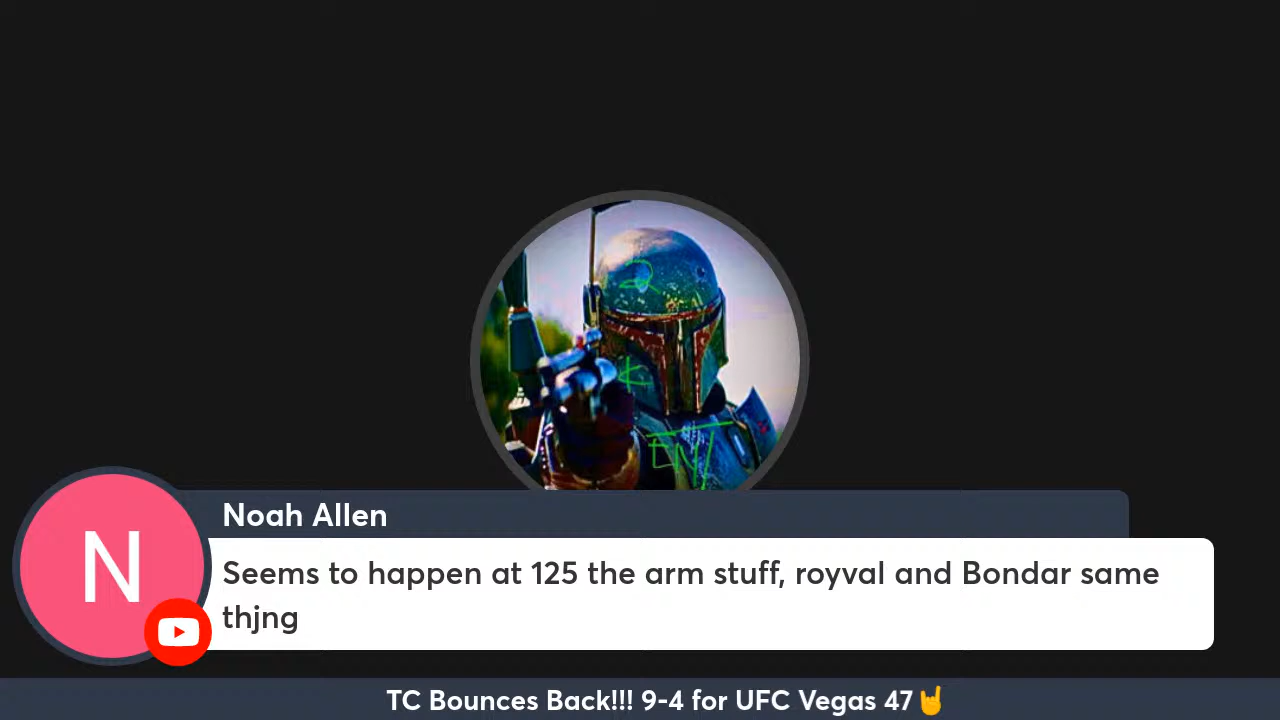 N
Noah Allen
Seems to happen at 125 the arm stuff, royval and Bondar same
thjng
TC Bounces Back!!! 9-4 for UFC Vegas 47🤘